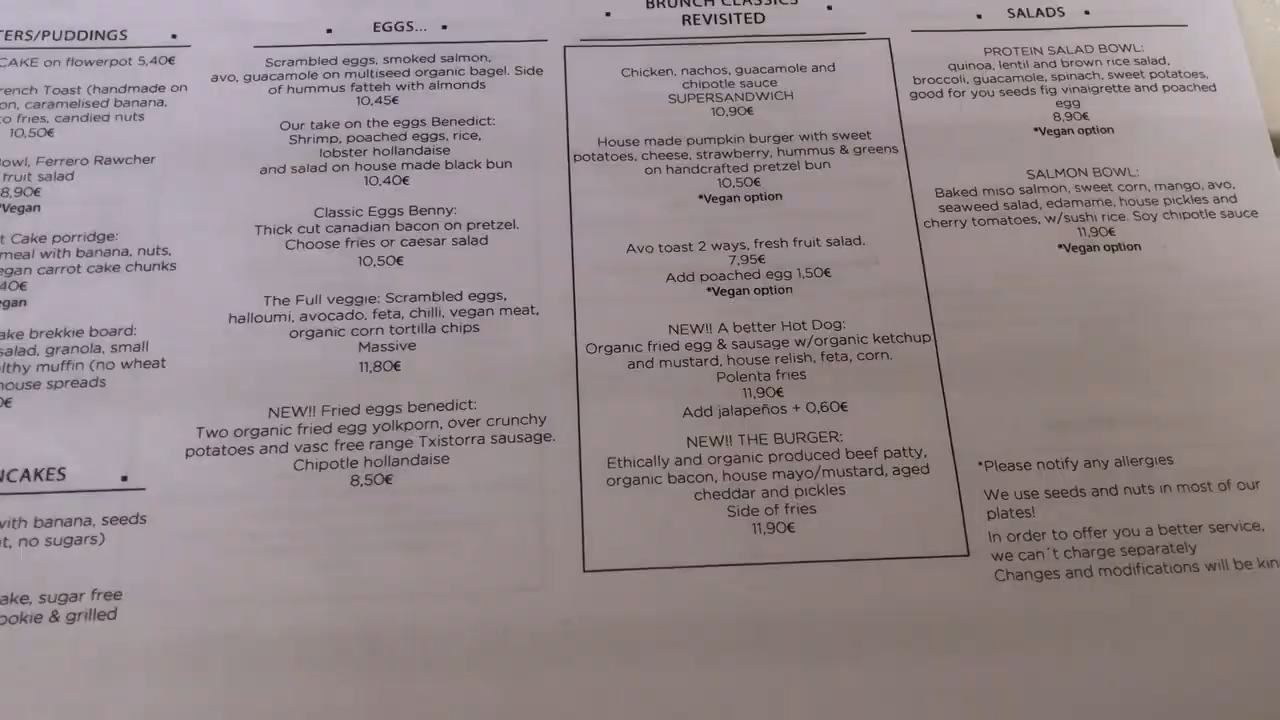 TERS/PUDDINGS
CAKE on flowerpot 5,40€
rench Toast (handmade on
on, caramelised banana,
o fries, candied nuts
10,50€
owl, Ferrero Rawcher
fruit salad
8,90€
*Vegan
t Cake porridge:
meal with banana, nuts,
egan carrot cake chunks
40€
egan
ake brekkie board:
salad, granola, small
lthy muffin (no wheat
house spreads
0€
NCAKES
with banana, seeds
t, no sugars)
ake, sugar free
ookie & grilled
EGGS...
Scrambled eggs, smoked salmon,
avo, guacamole on multiseed organic bagel. Side
of hummus fatteh with almonds
10,45€
Our take on the eggs Benedict:
Shrimp, poached eggs, rice,
lobster hollandaise
and salad on house made black bun
10,40€
Classic Eggs Benny:
Thick cut canadian bacon on pretzel.
Choose fries or caesar salad
10,50€
The Full veggie: Scrambled eggs,
halloumi, avocado, feta, chilli, vegan meat,
organic corn tortilla chips
Massive
11,80€
NEW!! Fried eggs benedict:
Two organic fried egg yolkporn, over crunchy
potatoes and vasc free range Txistorra sausage.
Chipotle hollandaise
8,50€
BRUNCH CLASSICS
REVISITED
Chicken, nachos, guacamole and
chipotle sauce
SUPERSANDWICH
10,90€
House made pumpkin burger with sweet
potatoes, cheese, strawberry, hummus & greens
on handcrafted pretzel bun
10,50€
*Vegan option
Avo toast 2 ways, fresh fruit salad.
7,95€
Add poached egg 1,50€
*Vegan option
NEW!! A better Hot Dog:
Organic fried egg & sausage w/organic ketchup
and mustard, house relish, feta, corn.
Polenta fries
11,90€
Add jalapeños + 0,60€
NEW!! THE BURGER:
Ethically and organic produced beef patty,
organic bacon, house mayo/mustard, aged
cheddar and pickles
Side of fries
11,90€
SALADS
PROTEIN SALAD BOWL:
quinoa, lentil and brown rice salad,
broccoli, guacamole, spinach, sweet potatoes,
good for you seeds fig vinaigrette and poached
egg
8,90€
*Vegan option
SALMON BOWL:
Baked miso salmon, sweet corn, mango, avo,
seaweed salad, edamame, house pickles and
cherry tomatoes, w/sushi rice. Soy chipotle sauce
11,90€
*Vegan option
*Please notify any allergies
We use seeds and nuts in most of our
plates!
In order to offer you a better service,
we can´t charge separately
Changes and modifications will be kin